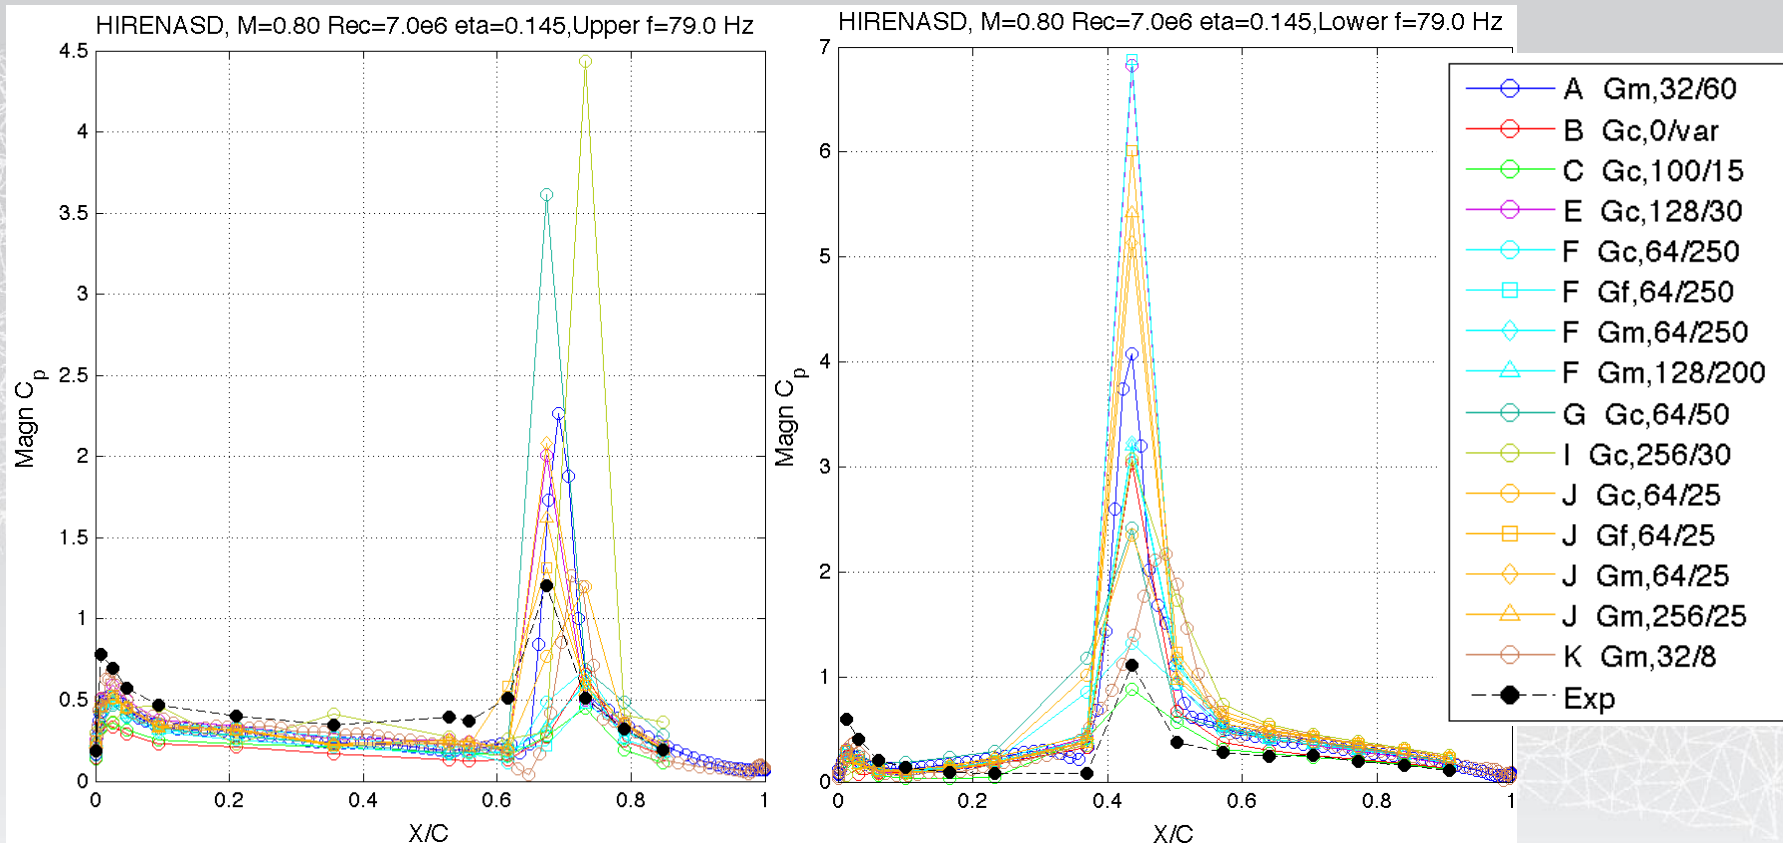 HIRENASD, M=0.80 Rec=7.0e6 eta=0.145,Upper f=79.0 Hz
4.5
4
3.5
3
2.5
2
1.5
1
0.5
0
Magn Cp
0
0.2
0.4
0.6
0.8
1
X/C
HIRENASD, M=0.80 Rec=7.0e6 eta=0.145,Lower f=79.0 Hz
7
6
5
4
3
2
1
0
Magn Cp
0
0.2
0.4
0.6
0.8
1
X/C
A Gm,32/60
B Gc,0/var
C Gc,100/15
E Gc,128/30
F Gc,64/250
F Gf,64/250
F Gm,64/250
F Gm,128/200
G Gc,64/50
I Gc,256/30
J Gc,64/25
J Gf,64/25
J Gm,64/25
J Gm,256/25
K Gm,32/8
Exp